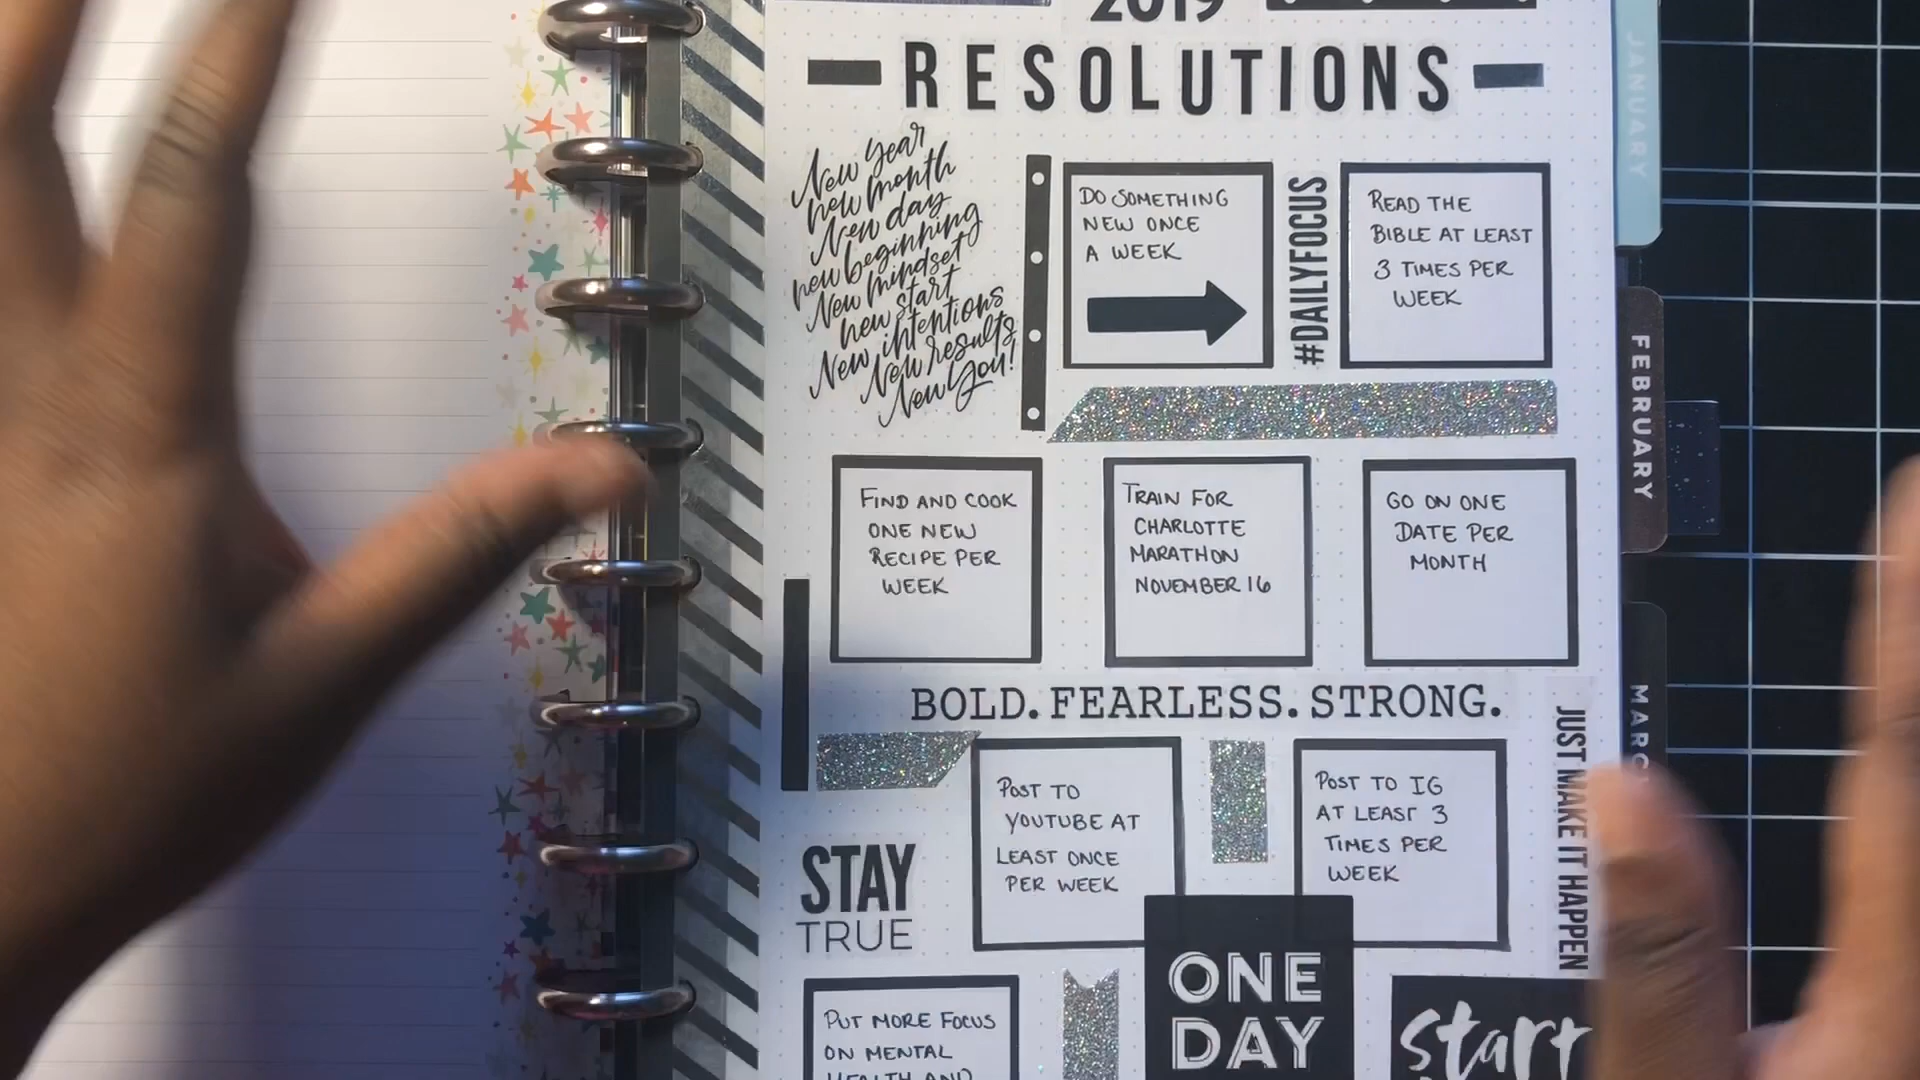 2019
RESOLUTIONS
New year
new month
New day
new beginning
New mindset
new start
New intentions
New results
New You!
DO SOMETHING
NEW ONCE
A WEEK
#DAILYFOCUS
READ THE
BIBLE AT LEAST
3 TIMES PER
WEEK
FIND AND COOK
ONE NEW
RECIPE PER
WEEK
TRAIN FOR
CHARLOTTE
MARATHON
NOVEMBER 16
GO ON ONE
DATE PER
MONTH
BOLD. FEARLESS. STRONG.
POST TO
YOUTUBE AT
LEAST ONCE
PER WEEK
POST TO IG
AT LEAST 3
TIMES PER
WEEK
JUST MAKE IT HAPPEN
STAY
TRUE
ONE
DAY
start
PUT MORE FOCUS
ON MENTAL
HEALTH AND
JANUARY
FEBRUARY
MARC